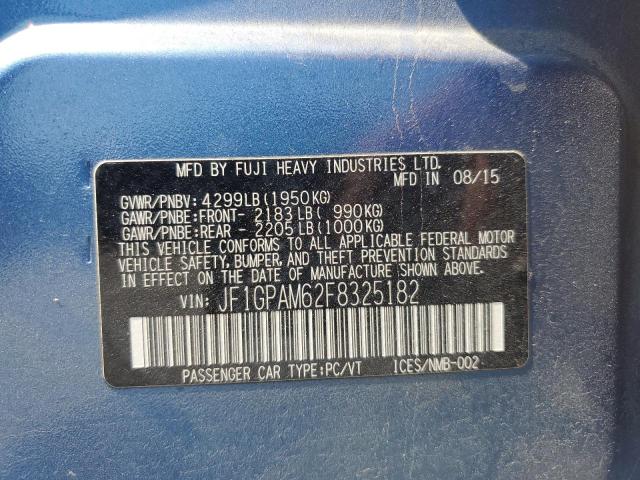 MFD BY FUJI HEAVY INDUSTRIES LTD.
MFD IN 08/15
GVWR/PNBV: 4299LB(1950KG)
GAWR/PNBE:FRONT- 2183LB( 990KG)
GAWR/PNBE:REAR - 2205LB(1000KG)
THIS VEHICLE CONFORMS TO ALL APPLICABLE FEDERAL MOTOR
VEHICLE SAFETY, BUMPER, AND THEFT PREVENTION STANDARDS
IN EFFECT ON THE DATE OF MANUFACTURE SHOWN ABOVE.
VIN: JF1GPAM62F8325182
PASSENGER CAR TYPE:PC/VT ICES/NMB-002